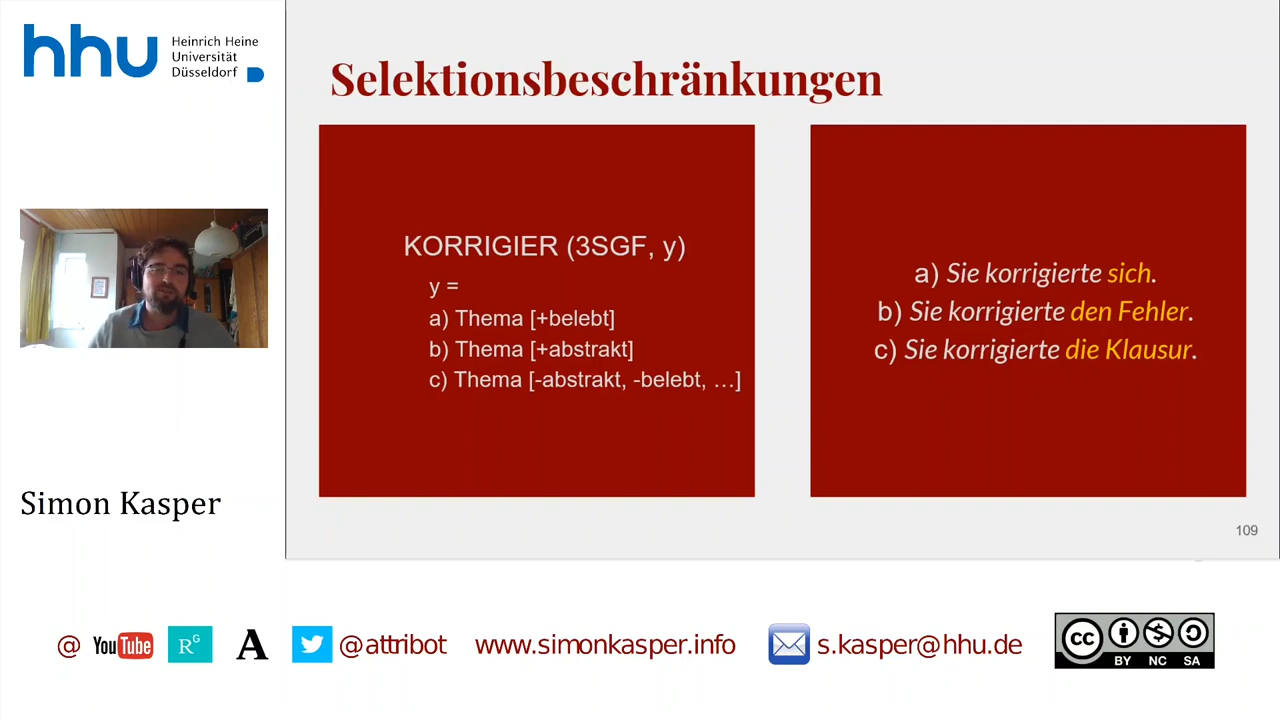 hhu
Heinrich Heine
Universität
Düsseldorf
Simon Kasper
Selektionsbeschränkungen
KORRIGIER (3SGF, y)
y =
a) Thema [+belebt]
b) Thema [+abstrakt]
c) Thema [-abstrakt, -belebt, …]
a) Sie korrigierte sich.
b) Sie korrigierte den Fehler.
c) Sie korrigierte die Klausur.
109
@ YouTube RG A @attribot www.simonkasper.info s.kasper@hhu.de
cc BY NC SA